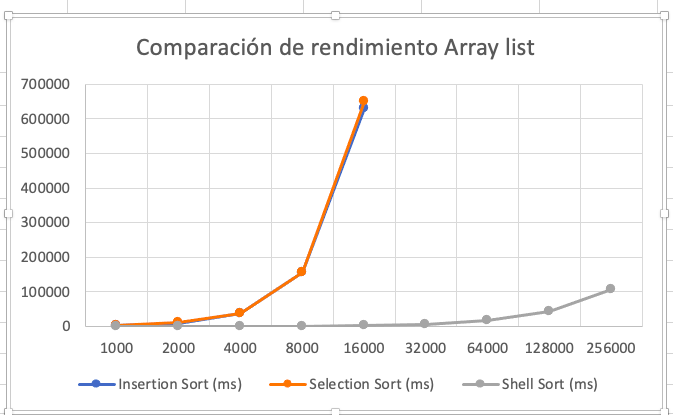 Comparación de rendimiento Array list
700000
600000
500000
400000
300000
200000
100000
0
1000 2000 4000 8000 16000 32000 64000 128000 256000
Insertion Sort (ms) Selection Sort (ms) Shell Sort (ms)